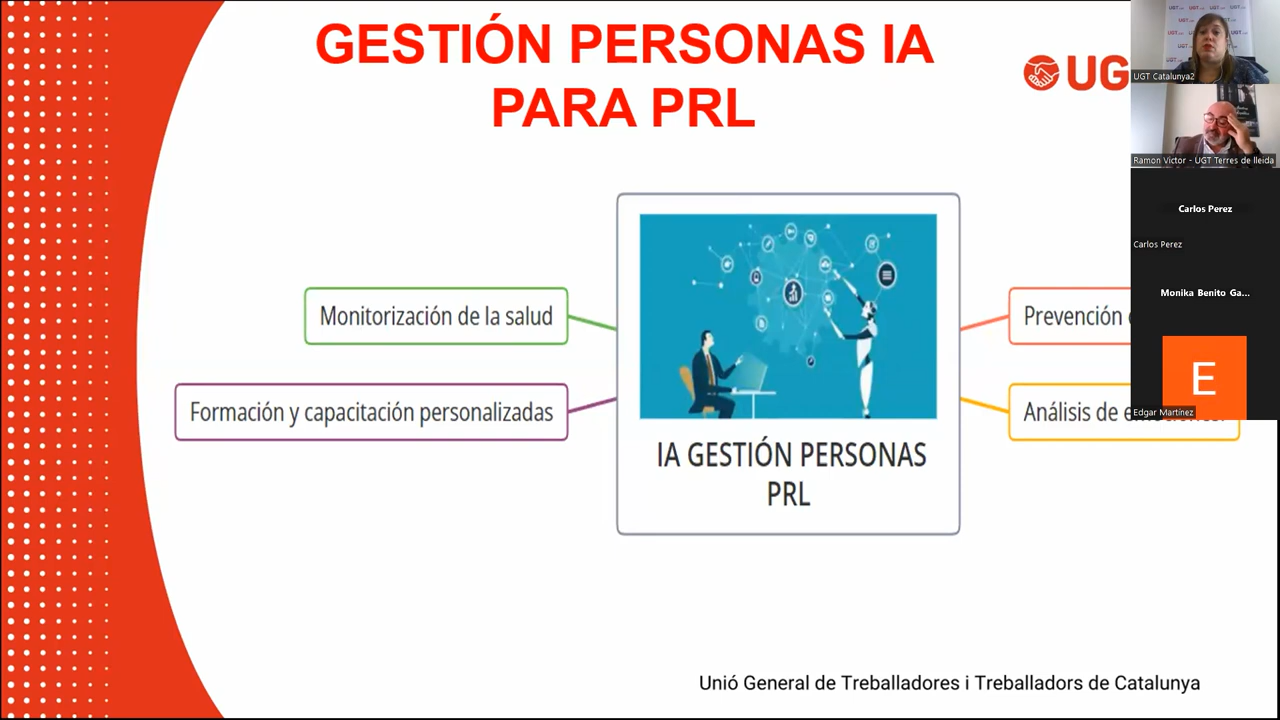 GESTIÓN PERSONAS IA
PARA PRL
UG
Monitorización de la salud
Formación y capacitación personalizadas
IA GESTIÓN PERSONAS
PRL
Prevención
Análisis de
Unió General de Treballadores i Treballadors de Catalunya
UGT Catalunya2
Ramon Victor - UGT Terres de lleida
Carlos Perez
Carlos Perez
Monika Benito Ga...
E
Edgar Martínez